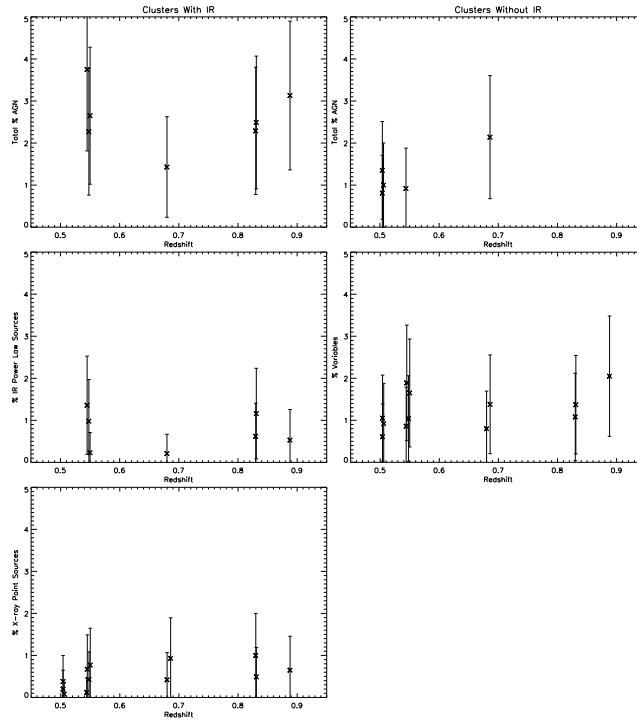 Clusters With IR
Clusters Without IR
5
4
3
2
1
0
Total % AGN
0.5 0.6 0.7 0.8 0.9
Redshift
5
4
3
2
1
0
Total % AGN
0.5 0.6 0.7 0.8 0.9
Redshift
5
4
3
2
1
0
% IR Power Law Sources
0.5 0.6 0.7 0.8 0.9
Redshift
5
4
3
2
1
0
% Variables
0.5 0.6 0.7 0.8 0.9
Redshift
5
4
3
2
1
0
% X-ray Point Sources
0.5 0.6 0.7 0.8 0.9
Redshift